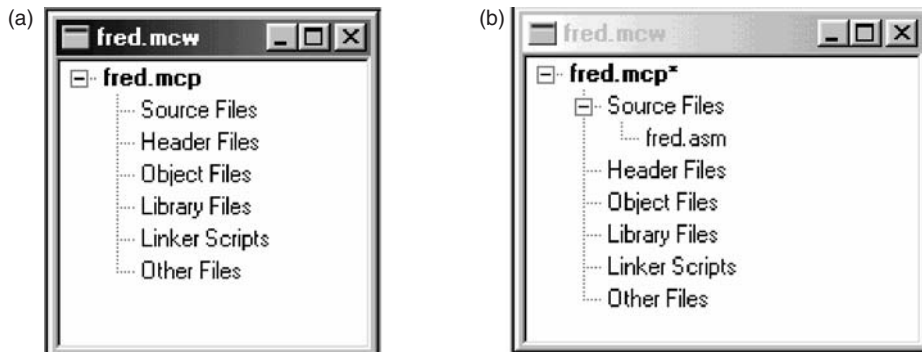 (a)
fred.mcw
fred.mcp
Source Files
Header Files
Object Files
Library Files
Linker Scripts
Other Files
(b)
fred.mcw
fred.mcp*
Source Files
fred.asm
Header Files
Object Files
Library Files
Linker Scripts
Other Files